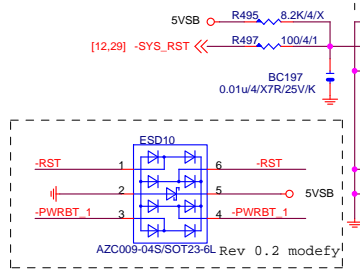 5VSB R495 8.2K/4/X
[12,29] -SYS_RST R497 100/4/1
BC197
0.01u/4/X7R/25V/K
ESD10
-RST 1 6 -RST
2 5 5VSB
-PWRBT_1 3 4 -PWRBT_1
AZC009-04S/SOT23-6L Rev 0.2 modefy